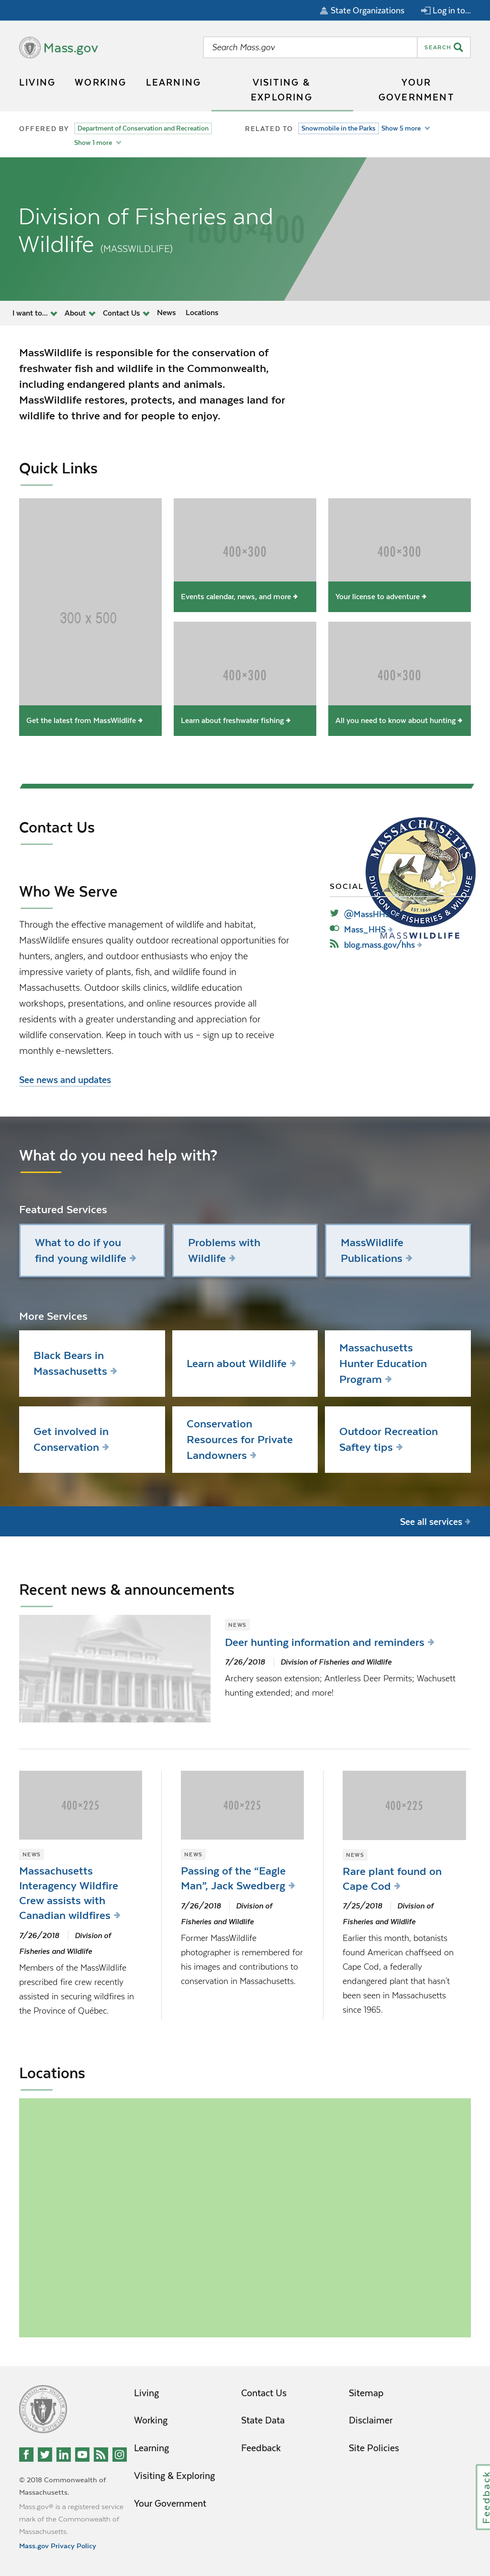 State Organizations
Log in to...
Mass.gov
Search Mass.gov
SEARCH
LIVING
WORKING
LEARNING
VISITING &
EXPLORING
YOUR
GOVERNMENT
OFFERED BY
Department of Conservation and Recreation
Show 1 more
RELATED TO
Snowmobile in the Parks
Show 5 more
1600×400
Division of Fisheries and
Wildlife (MASSWILDLIFE)
I want to...
About
Contact Us
News
Locations
MassWildlife is responsible for the conservation of
freshwater fish and wildlife in the Commonwealth,
including endangered plants and animals.
MassWildlife restores, protects, and manages land for
wildlife to thrive and for people to enjoy.
Quick Links
300 x 500
Get the latest from MassWildlife
400×300
Events calendar, news, and more
400×300
Your license to adventure
400×300
Learn about freshwater fishing
400×300
All you need to know about hunting
Contact Us
MASSACHUSETTS
DIVISION OF FISHERIES & WILDLIFE
EST. 1866
MASSWILDLIFE
Who We Serve
Through the effective management of wildlife and habitat,
MassWildlife ensures quality outdoor recreational opportunities for
hunters, anglers, and outdoor enthusiasts who enjoy the
impressive variety of plants, fish, and wildlife found in
Massachusetts. Outdoor skills clinics, wildlife education
workshops, presentations, and online resources provide all
residents with a greater understanding and appreciation for
wildlife conservation. Keep in touch with us – sign up to receive
monthly e-newsletters.
See news and updates
SOCIAL
@MassHHS
Mass_HHS
blog.mass.gov/hhs
What do you need help with?
Featured Services
What to do if you
find young wildlife
Problems with
Wildlife
MassWildlife
Publications
More Services
Black Bears in
Massachusetts
Learn about Wildlife
Massachusetts
Hunter Education
Program
Get involved in
Conservation
Conservation
Resources for Private
Landowners
Outdoor Recreation
Saftey tips
See all services
Recent news & announcements
NEWS
Deer hunting information and reminders
7/26/2018
Division of Fisheries and Wildlife
Archery season extension; Antlerless Deer Permits; Wachusett
hunting extended; and more!
400×225
NEWS
Massachusetts
Interagency Wildfire
Crew assists with
Canadian wildfires
7/26/2018 Division of
Fisheries and Wildlife
Members of the MassWildlife
prescribed fire crew recently
assisted in securing wildfires in
the Province of Québec.
400×225
NEWS
Passing of the “Eagle
Man”, Jack Swedberg
7/26/2018 Division of
Fisheries and Wildlife
Former MassWildlife
photographer is remembered for
his images and contributions to
conservation in Massachusetts.
400×225
NEWS
Rare plant found on
Cape Cod
7/25/2018 Division of
Fisheries and Wildlife
Earlier this month, botanists
found American chaffseed on
Cape Cod, a federally
endangered plant that hasn't
been seen in Massachusetts
since 1965.
Locations
Living
Working
Learning
Visiting & Exploring
Your Government
Contact Us
State Data
Feedback
Sitemap
Disclaimer
Site Policies
© 2018 Commonwealth of
Massachusetts.
Mass.gov® is a registered service
mark of the Commonwealth of
Massachusetts.
Mass.gov Privacy Policy
Feedback